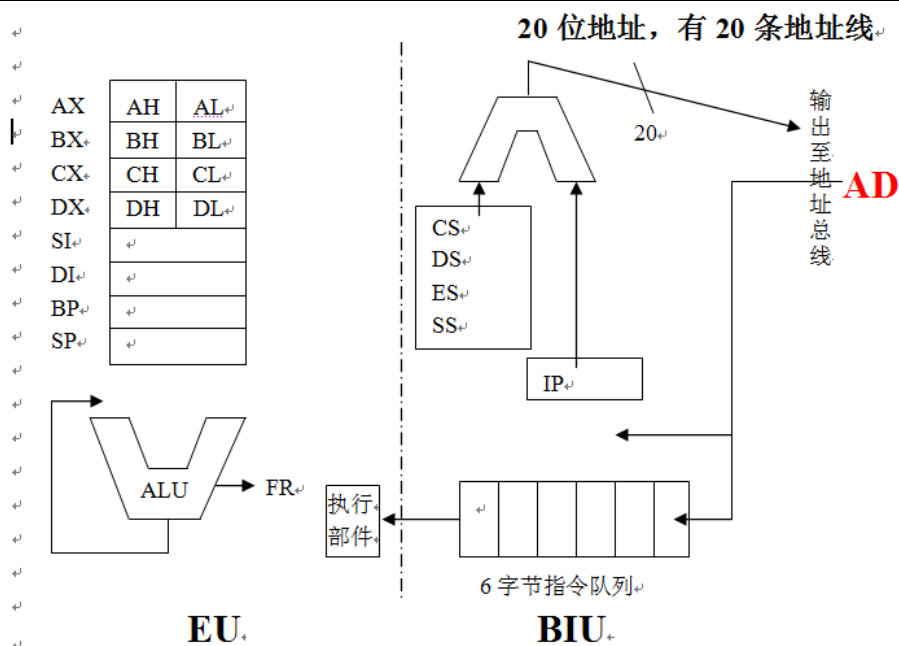 20 位地址，有 20 条地址线
AX AH AL
BX BH BL
CX CH CL
DX DH DL
SI
DI
BP
SP
ALU
FR
执行
部件
EU
20
CS
DS
ES
SS
IP
输出至地址总线
AD
6 字节指令队列
BIU